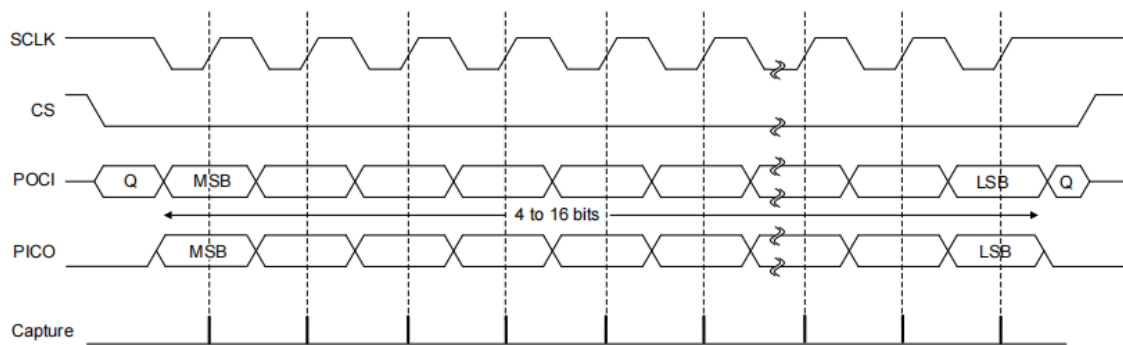 SCLK
CS
POCI Q MSB LSB Q
4 to 16 bits
PICO MSB LSB
Capture